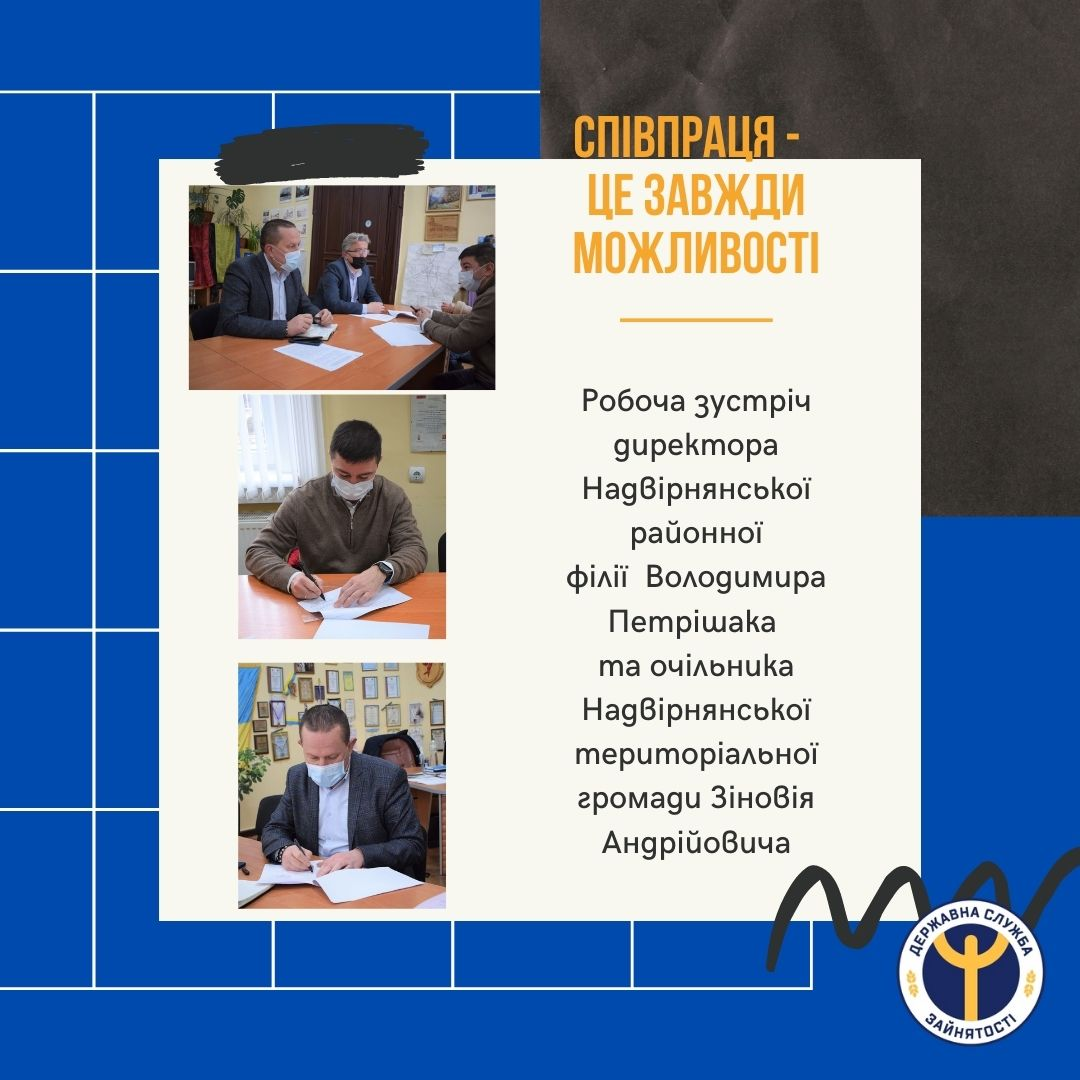 СПІВПРАЦЯ -
ЦЕ ЗАВЖДИ
МОЖЛИВОСТІ
Робоча зустріч
директора
Надвірнянської
районної
філії Володимира
Петрішака
та очільника
Надвірнянської
територіальної
громади Зіновія
Андрійовича
ДЕРЖАВНА СЛУЖБА
ЗАЙНЯТОСТІ